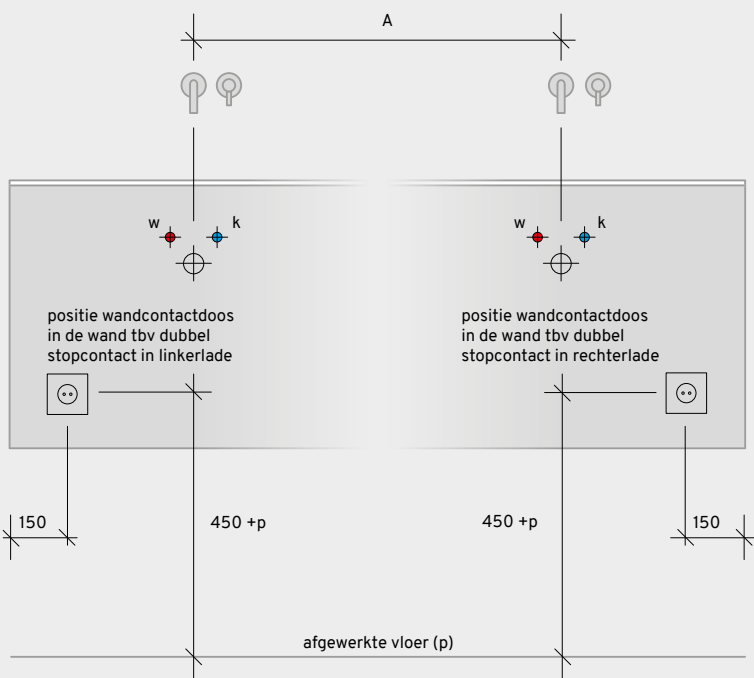 A
w
k
w
k
positie wandcontactdoos
in de wand tbv dubbel
stopcontact in linkerlade
positie wandcontactdoos
in de wand tbv dubbel
stopcontact in rechterlade
150
450 +p
450 +p
150
afgewerkte vloer (p)